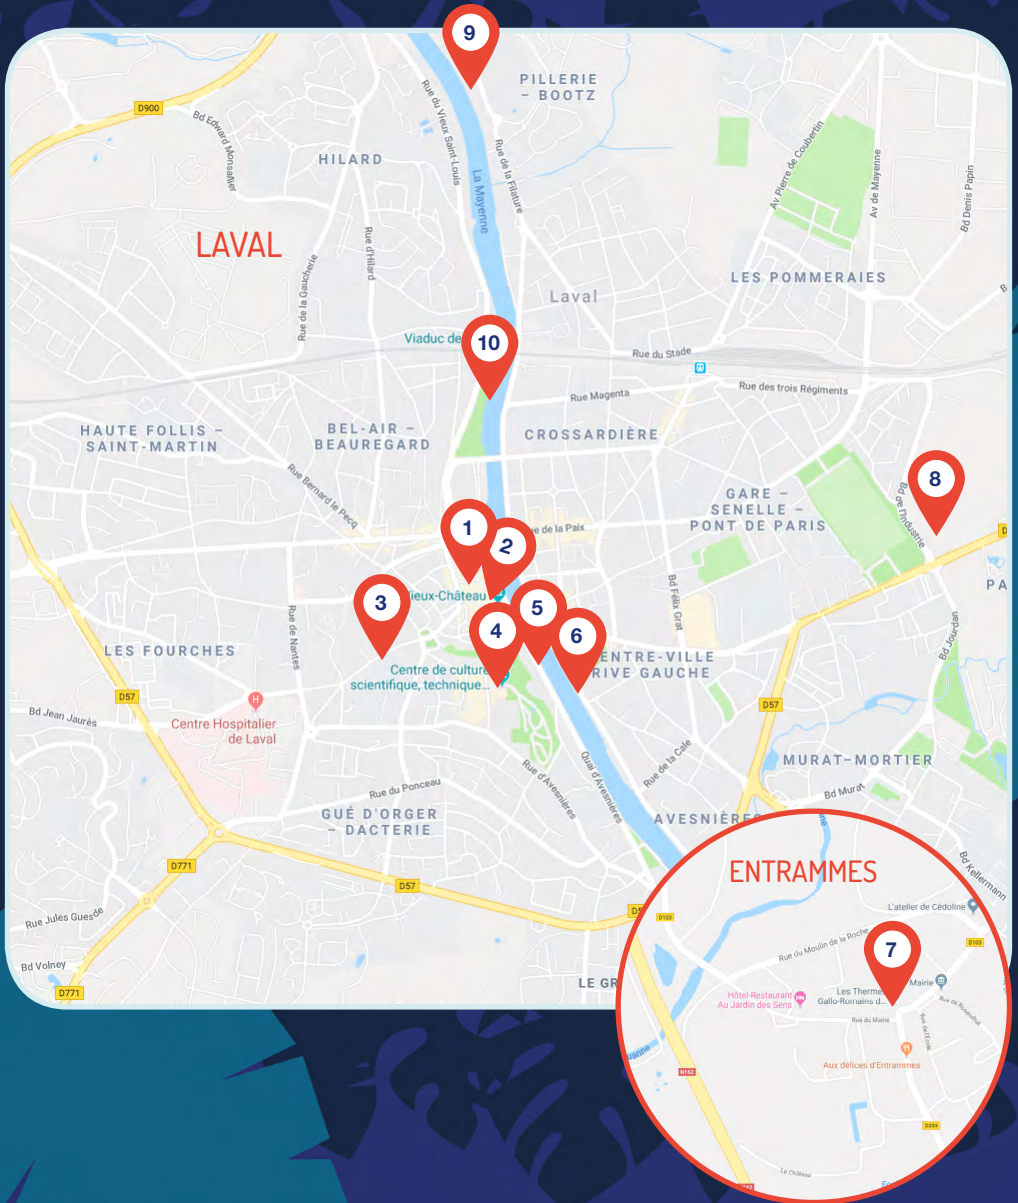 9
PILLERIE
– BOOTZ
D900
Bd Edward Monsallier
Rue du Vieux Saint-Louis
Rue de la Filature
Av Pierre de Coubertin
Av de Mayenne
Bd Denis Papin
HILARD
La Mayenne
LAVAL
Rue d'Hilard
Rue de la Gaucherie
LES POMMERAIES
Laval
Viaduc de
10
Rue du Stade
Rue Magenta
Rue des trois Régiments
HAUTE FOLLIS –
SAINT-MARTIN
BEL-AIR –
BEAUREGARD
CROSSARDIÈRE
Rue Bernard le Pecq
GARE –
SENELLE –
PONT DE PARIS
8
Bd de l'Industrie
1
2
de la Paix
3
Vieux-Château
4
5
6
Bd Félix Grat
PA
Rue de Nantes
LES FOURCHES
Centre de culture
scientifique, technique...
CENTRE-VILLE
RIVE GAUCHE
Bd Jourdan
D57
H
Bd Jean Jaurès
Centre Hospitalier
de Laval
D57
Rue d'Avesnières
Quai d'Avesnières
Rue de la Cale
MURAT–MORTIER
Rue du Ponceau
Bd Murat
GUÉ D'ORGER
– DACTERIE
AVESNIÈRES
Bd Kellermann
D771
D57
Rue Jules Guesde
Bd Volney
D771
LE GR
ENTRAMMES
L'atelier de Cédoline
D103
Rue du Moulin de la Roche
7
D103
Mairie
Hôtel-Restaurant
Au Jardin des Sens
Les Thermes
Gallo-Romains d...
Rue du Maine
Rue de l'École
Rue de Rosenthal
Aux délices d'Entrammes
N162
D233
Le Château